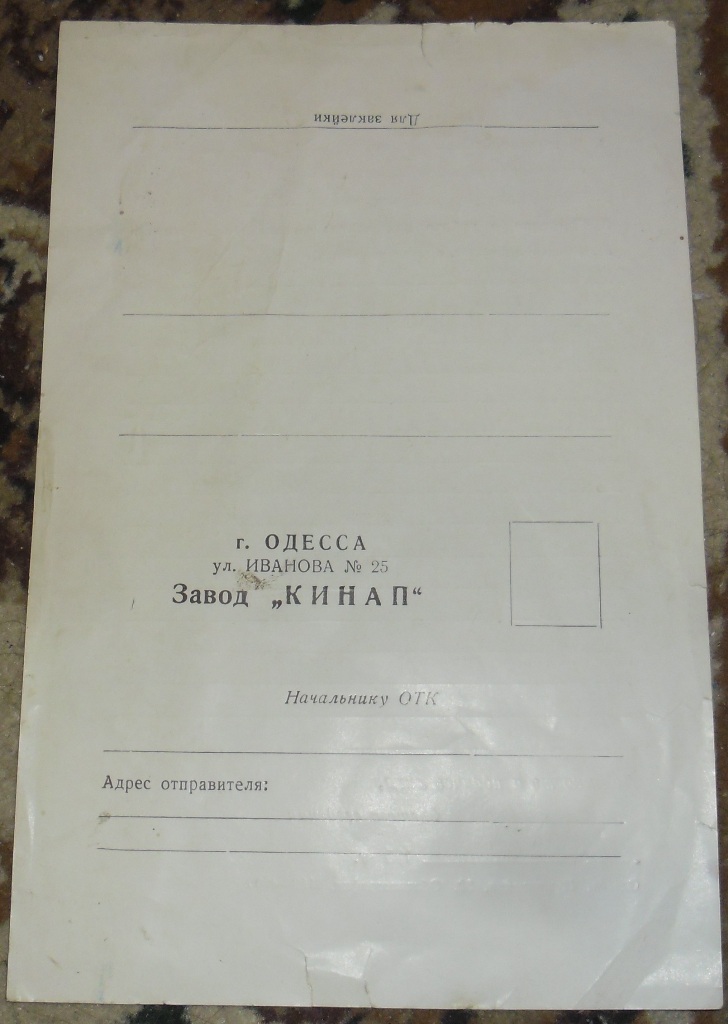 Для заклейки
г. ОДЕССА
ул. ИВАНОВА № 25
Завод „КИНАП“
Начальнику ОТК
Адрес отправителя: